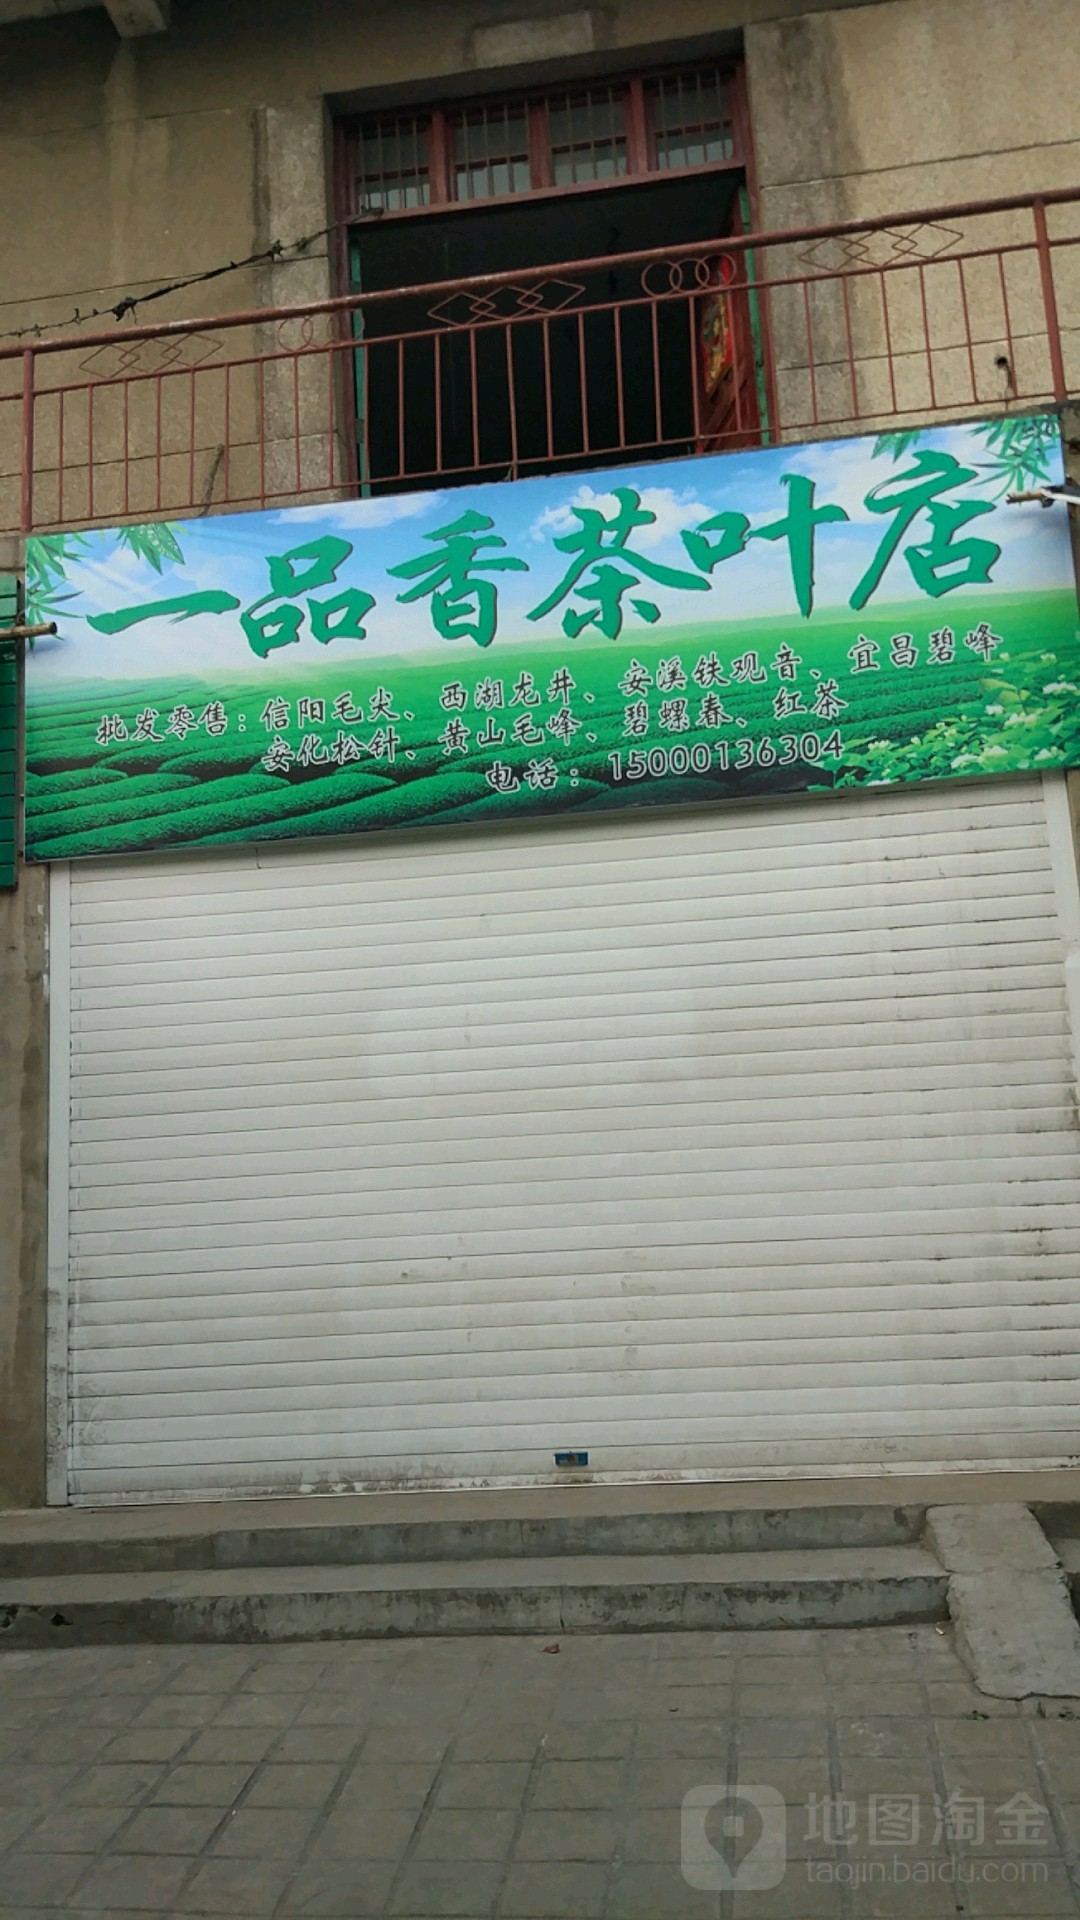 一品香茶叶店
批发零售：信阳毛尖、西湖龙井、安溪铁观音、宜昌碧峰
安化松针、黄山毛峰、碧螺春、红茶
电话：15000136304
地图淘金
taojin.baidu.com